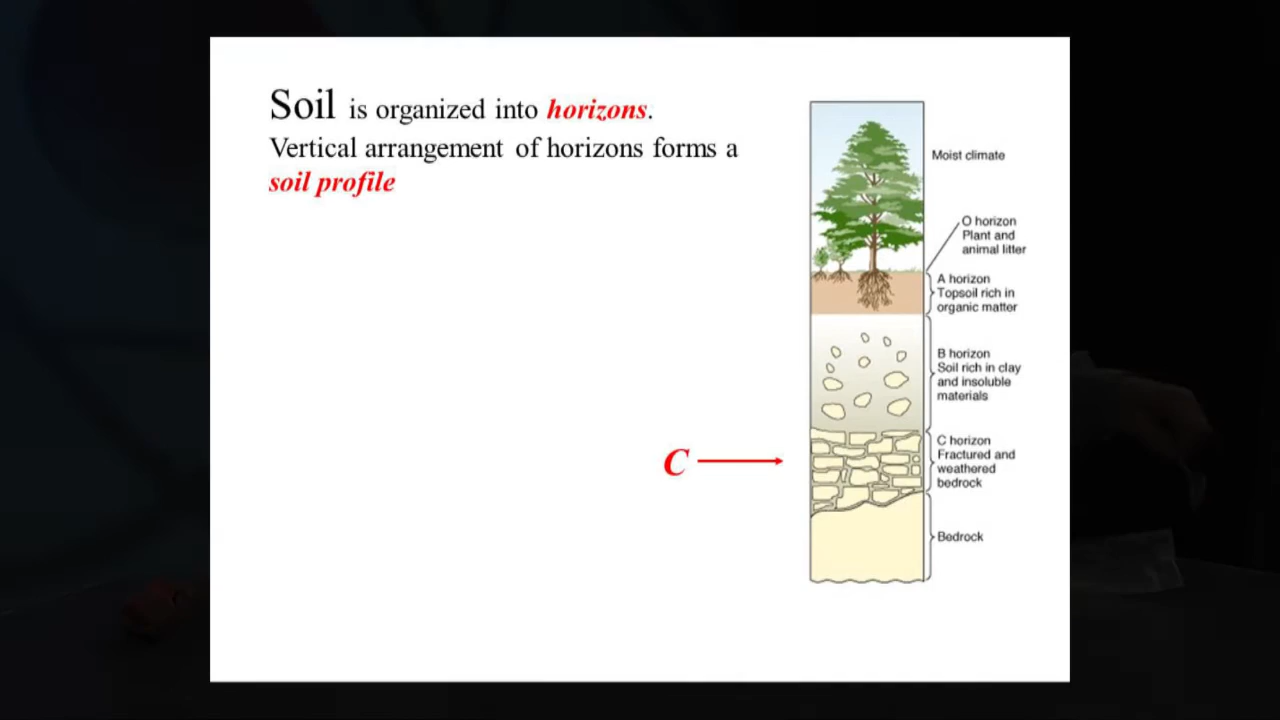 Soil is organized into horizons.
Vertical arrangement of horizons forms a
soil profile
Moist climate
O horizon
Plant and
animal litter
A horizon
Topsoil rich in
organic matter
B horizon
Soil rich in clay
and insoluble
materials
C
C horizon
Fractured and
weathered
bedrock
Bedrock